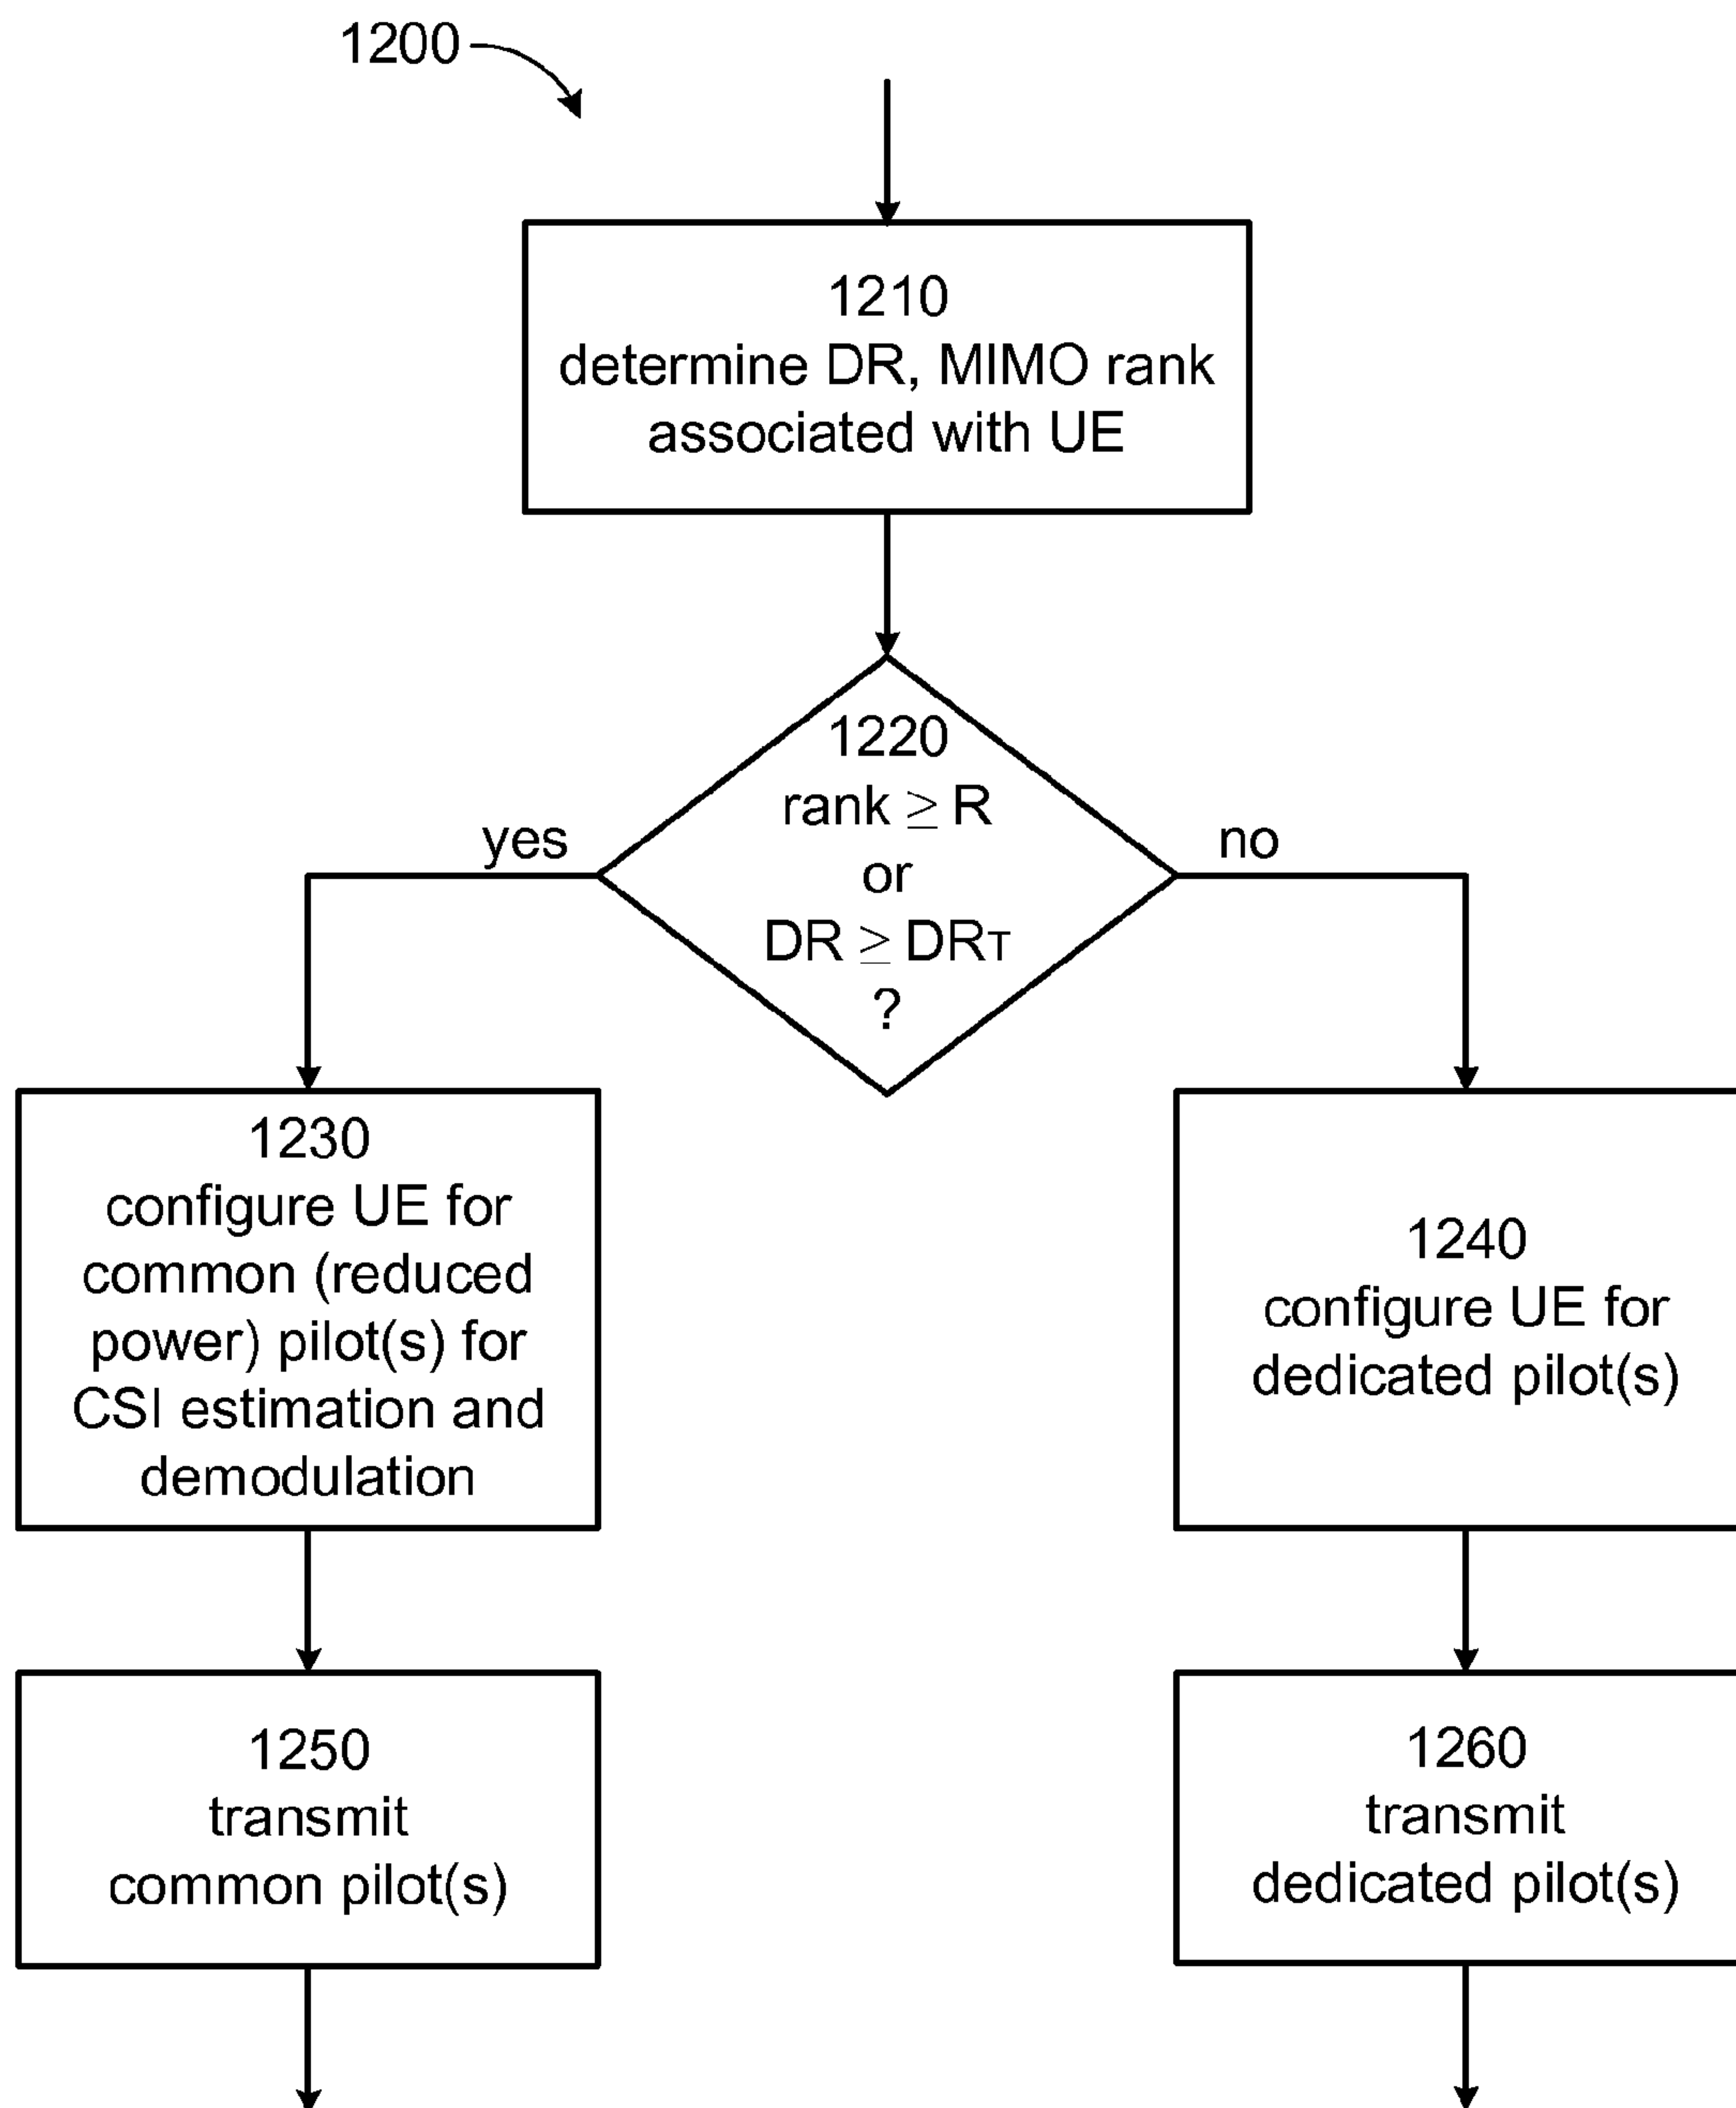 1200
1210
determine DR, MIMO rank
associated with UE
1220
rank ≥ R
or
DR ≥ DRT
?
yes
no
1230
configure UE for
common (reduced
power) pilot(s) for
CSI estimation and
demodulation
1240
configure UE for
dedicated pilot(s)
1250
transmit
common pilot(s)
1260
transmit
dedicated pilot(s)